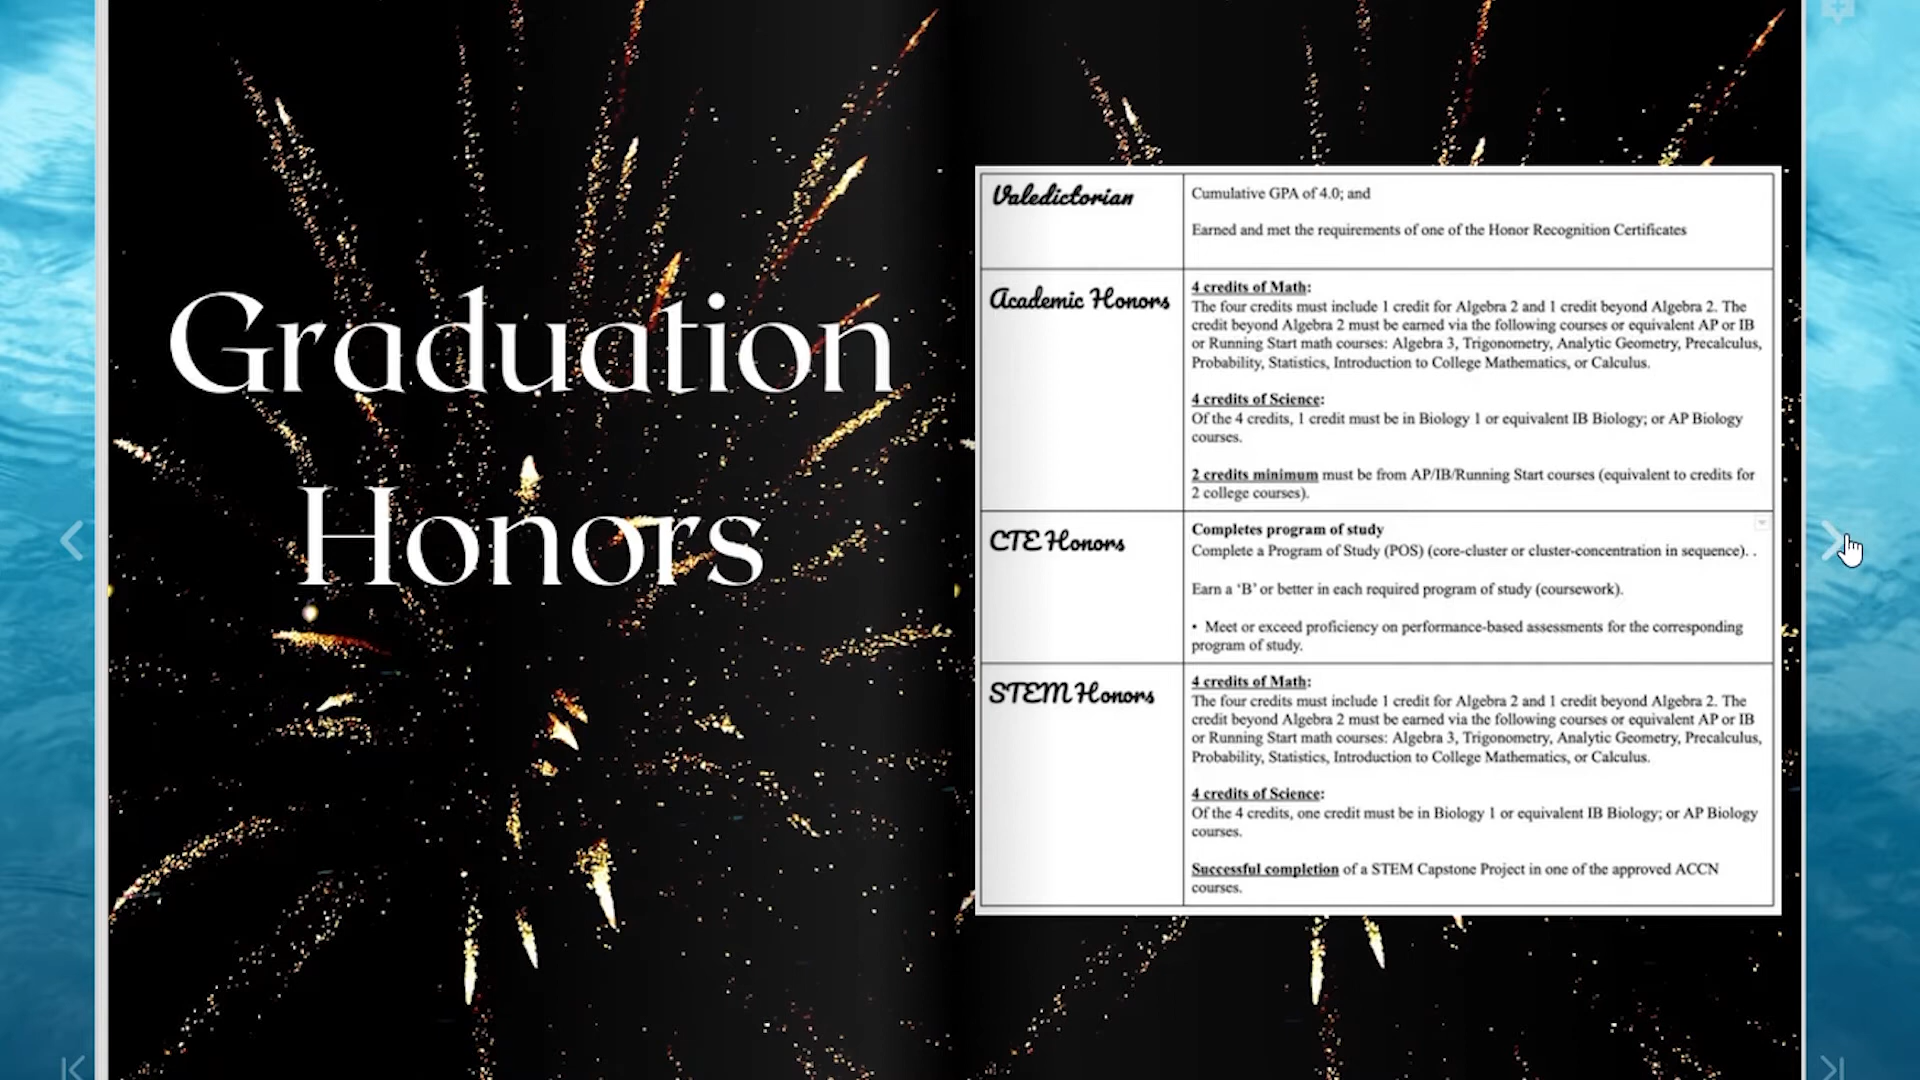 Graduation
Honors
Valedictorian
Cumulative GPA of 4.0; and
Earned and met the requirements of one of the Honor Recognition Certificates
Academic Honors
4 credits of Math:
The four credits must include 1 credit for Algebra 2 and 1 credit beyond Algebra 2. The
credit beyond Algebra 2 must be earned via the following courses or equivalent AP or IB
or Running Start math courses: Algebra 3, Trigonometry, Analytic Geometry, Precalculus,
Probability, Statistics, Introduction to College Mathematics, or Calculus.
4 credits of Science:
Of the 4 credits, 1 credit must be in Biology 1 or equivalent IB Biology; or AP Biology
courses.
2 credits minimum must be from AP/IB/Running Start courses (equivalent to credits for
2 college courses).
CTE Honors
Completes program of study
Complete a Program of Study (POS) (core-cluster or cluster-concentration in sequence). .
Earn a ‘B’ or better in each required program of study (coursework).
• Meet or exceed proficiency on performance-based assessments for the corresponding
program of study.
STEM Honors
4 credits of Math:
The four credits must include 1 credit for Algebra 2 and 1 credit beyond Algebra 2. The
credit beyond Algebra 2 must be earned via the following courses or equivalent AP or IB
or Running Start math courses: Algebra 3, Trigonometry, Analytic Geometry, Precalculus,
Probability, Statistics, Introduction to College Mathematics, or Calculus.
4 credits of Science:
Of the 4 credits, one credit must be in Biology 1 or equivalent IB Biology; or AP Biology
courses.
Successful completion of a STEM Capstone Project in one of the approved ACCN
courses.